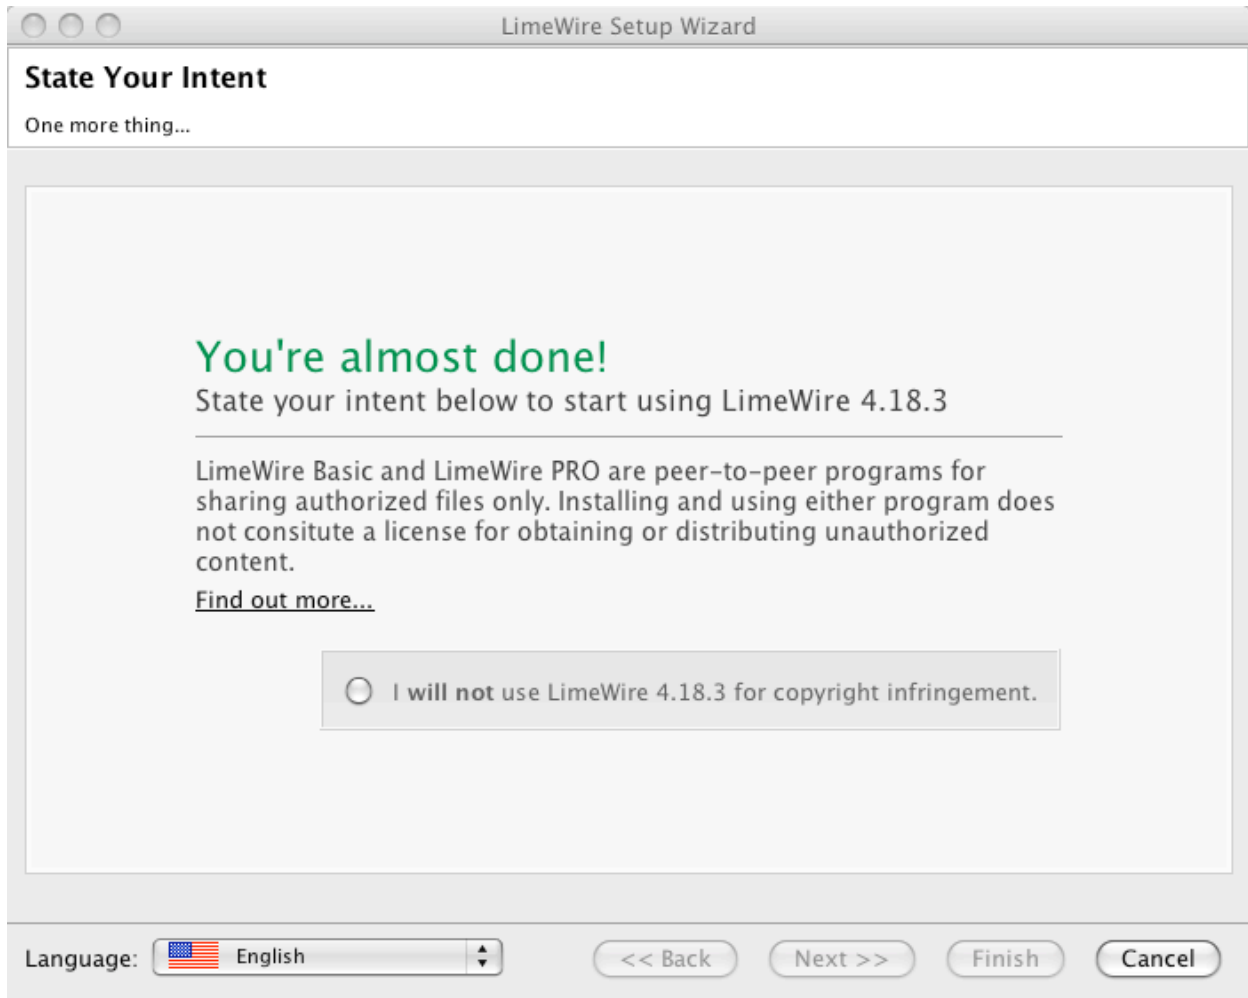 LimeWire Setup Wizard
State Your Intent
One more thing...
You're almost done!
State your intent below to start using LimeWire 4.18.3
LimeWire Basic and LimeWire PRO are peer-to-peer programs for
sharing authorized files only. Installing and using either program does
not consitute a license for obtaining or distributing unauthorized
content.
Find out more...
I will not use LimeWire 4.18.3 for copyright infringement.
Language: English << Back Next >> Finish Cancel